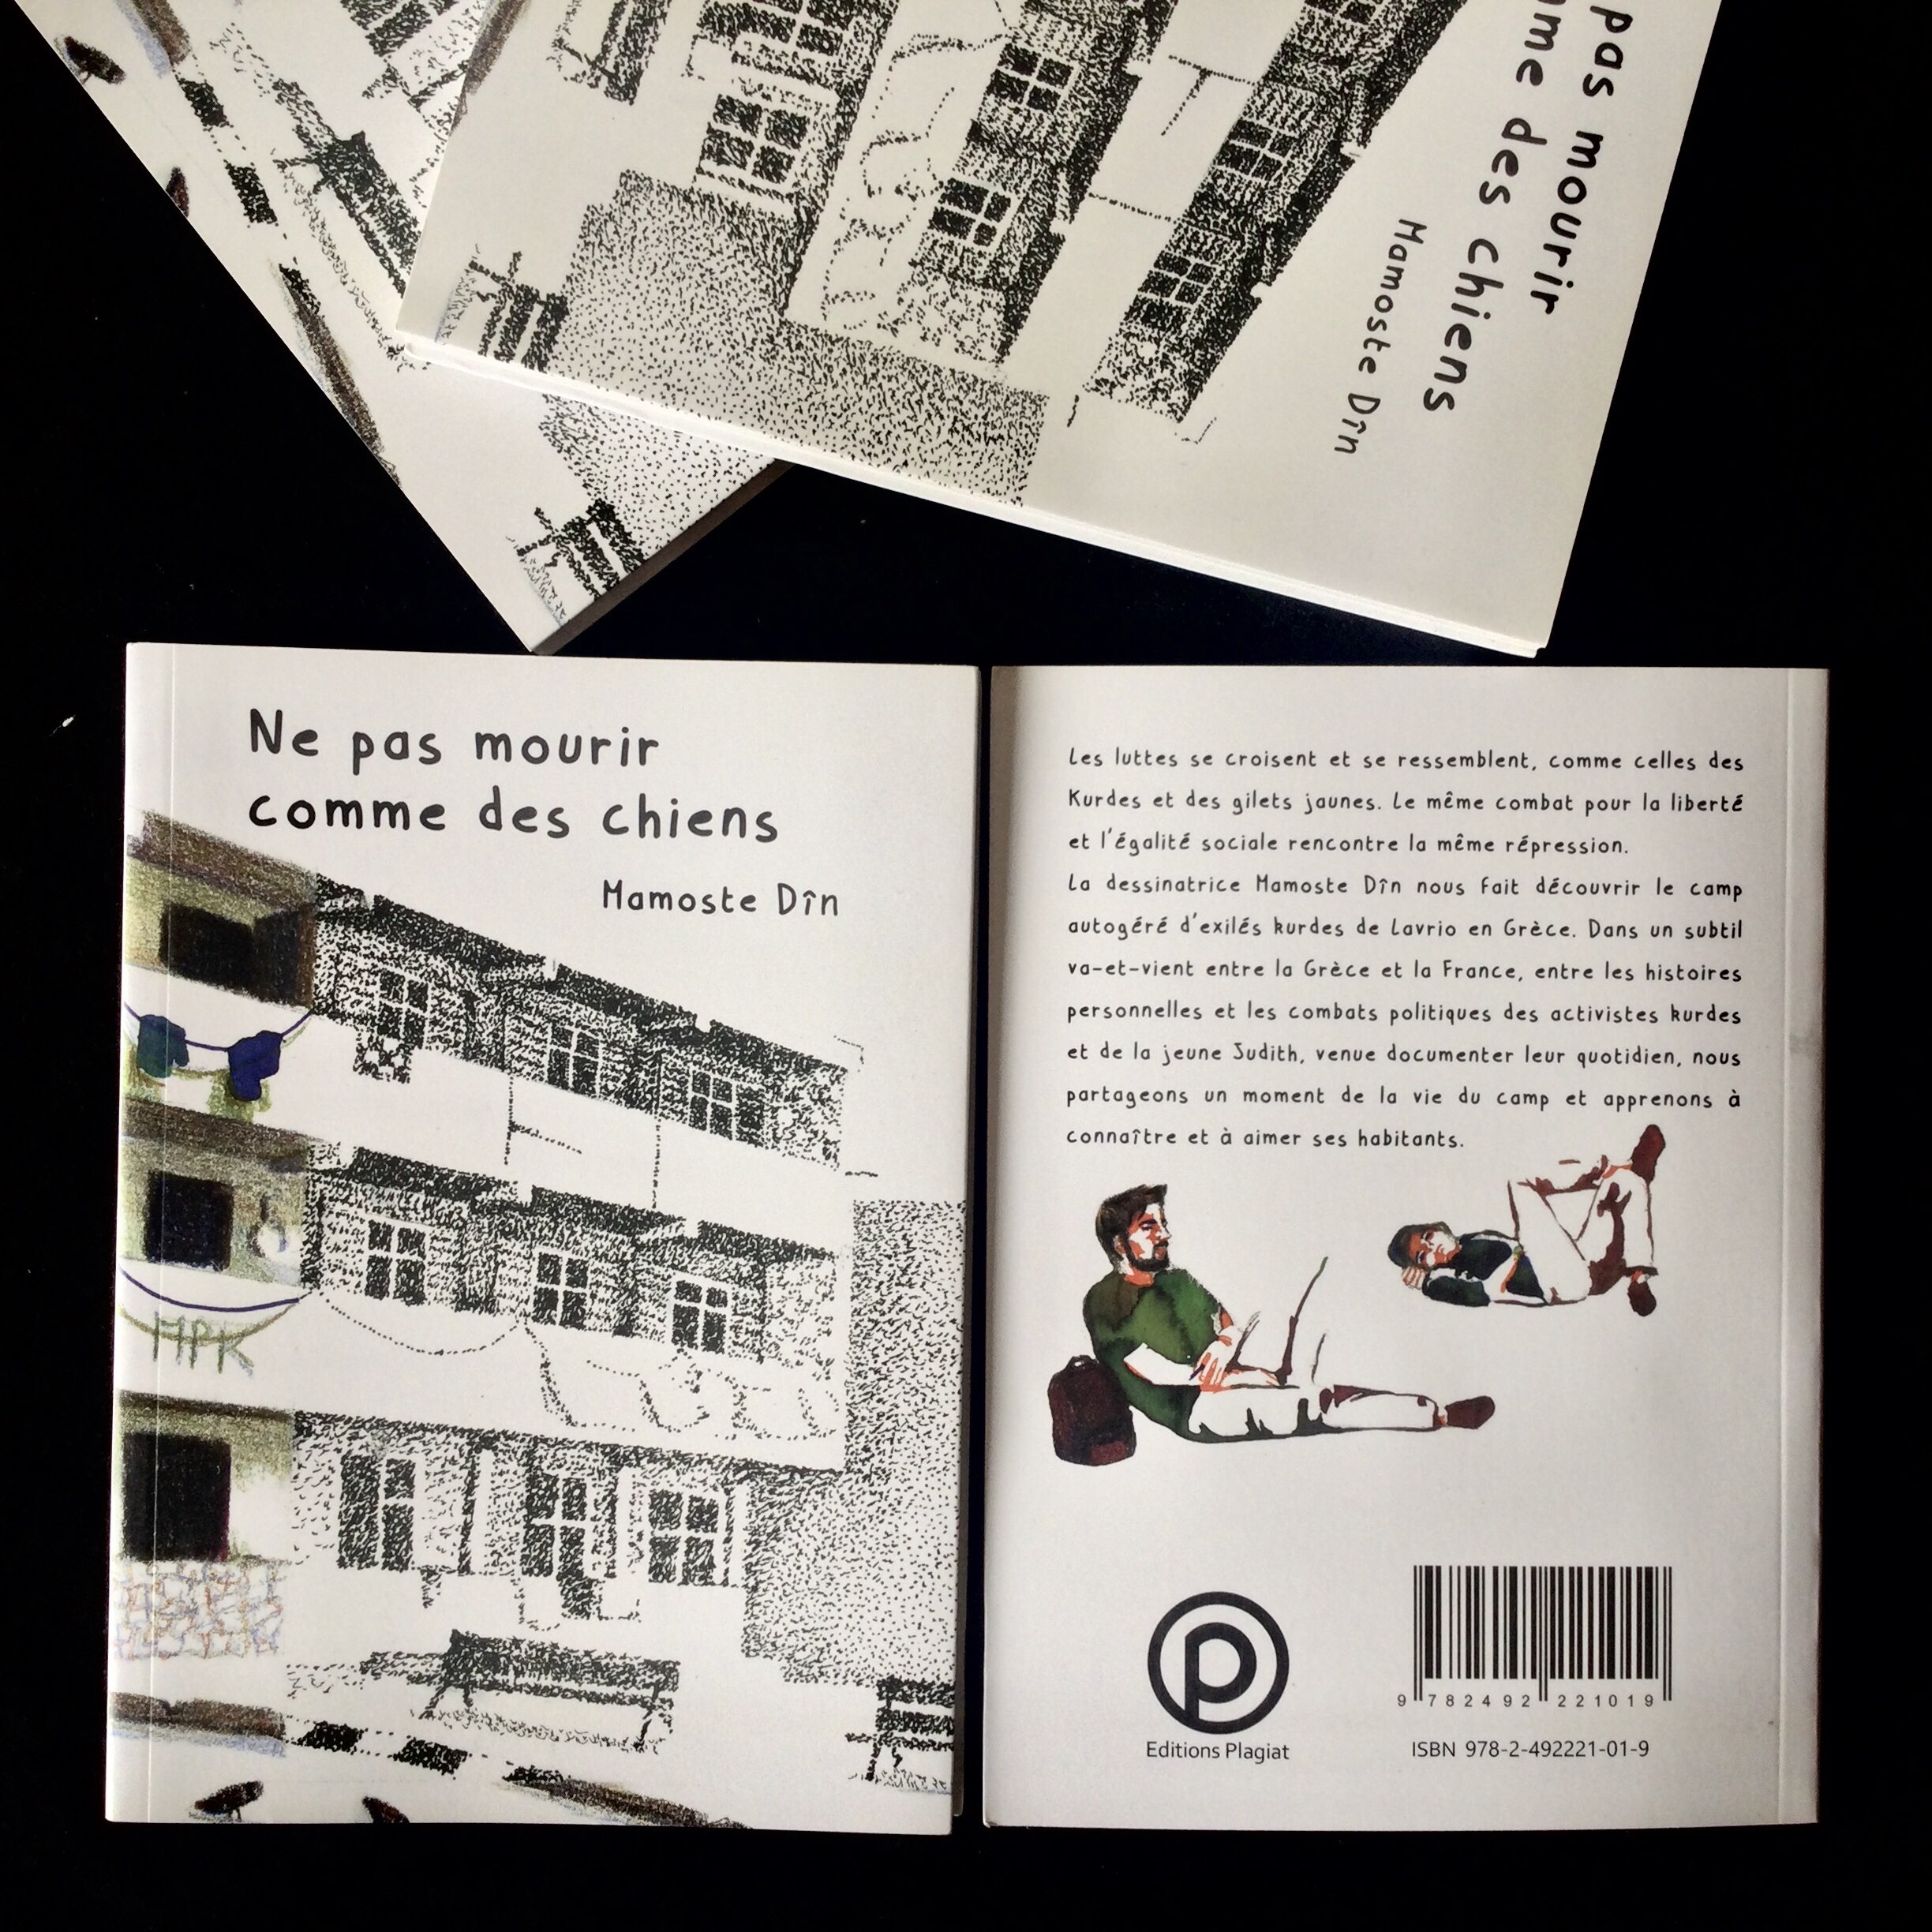 pas mourir
me des chiens
Mamoste Dîn
Ne pas mourir
comme des chiens
Mamoste Dîn
MPK
Les luttes se croisent et se ressemblent, comme celles des
Kurdes et des gilets jaunes. Le même combat pour la liberté
et l'égalité sociale rencontre la même répression.
La dessinatrice Mamoste Dîn nous fait découvrir le camp
autogéré d'exilés kurdes de Lavrio en Grèce. Dans un subtil
va-et-vient entre la Grèce et la France, entre les histoires
personnelles et les combats politiques des activistes kurdes
et de la jeune Judith, venue documenter leur quotidien, nous
partageons un moment de la vie du camp et apprenons à
connaître et à aimer ses habitants.
Editions Plagiat
9 782492 221019
ISBN 978-2-492221-01-9